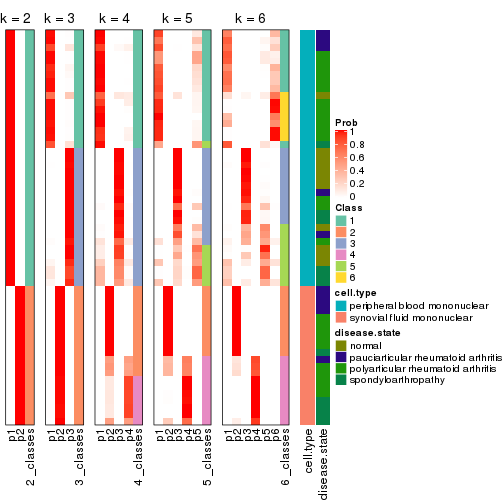 k = 2 k = 3 k = 4 k = 5 k = 6
Prob
1
0.8
0.6
0.4
0.2
0
Class
1
2
3
4
5
6
cell.type
peripheral blood mononuclear
synovial fluid mononuclear
disease.state
normal
pauciarticular rheumatoid arthritis
polyarticular rheumatoid arthritis
spondyloarthropathy
p1
p2
2_classes
p1
p2
p3
3_classes
p1
p2
p3
p4
4_classes
p1
p2
p3
p4
p5
5_classes
p1
p2
p3
p4
p5
p6
6_classes
cell.type
disease.state